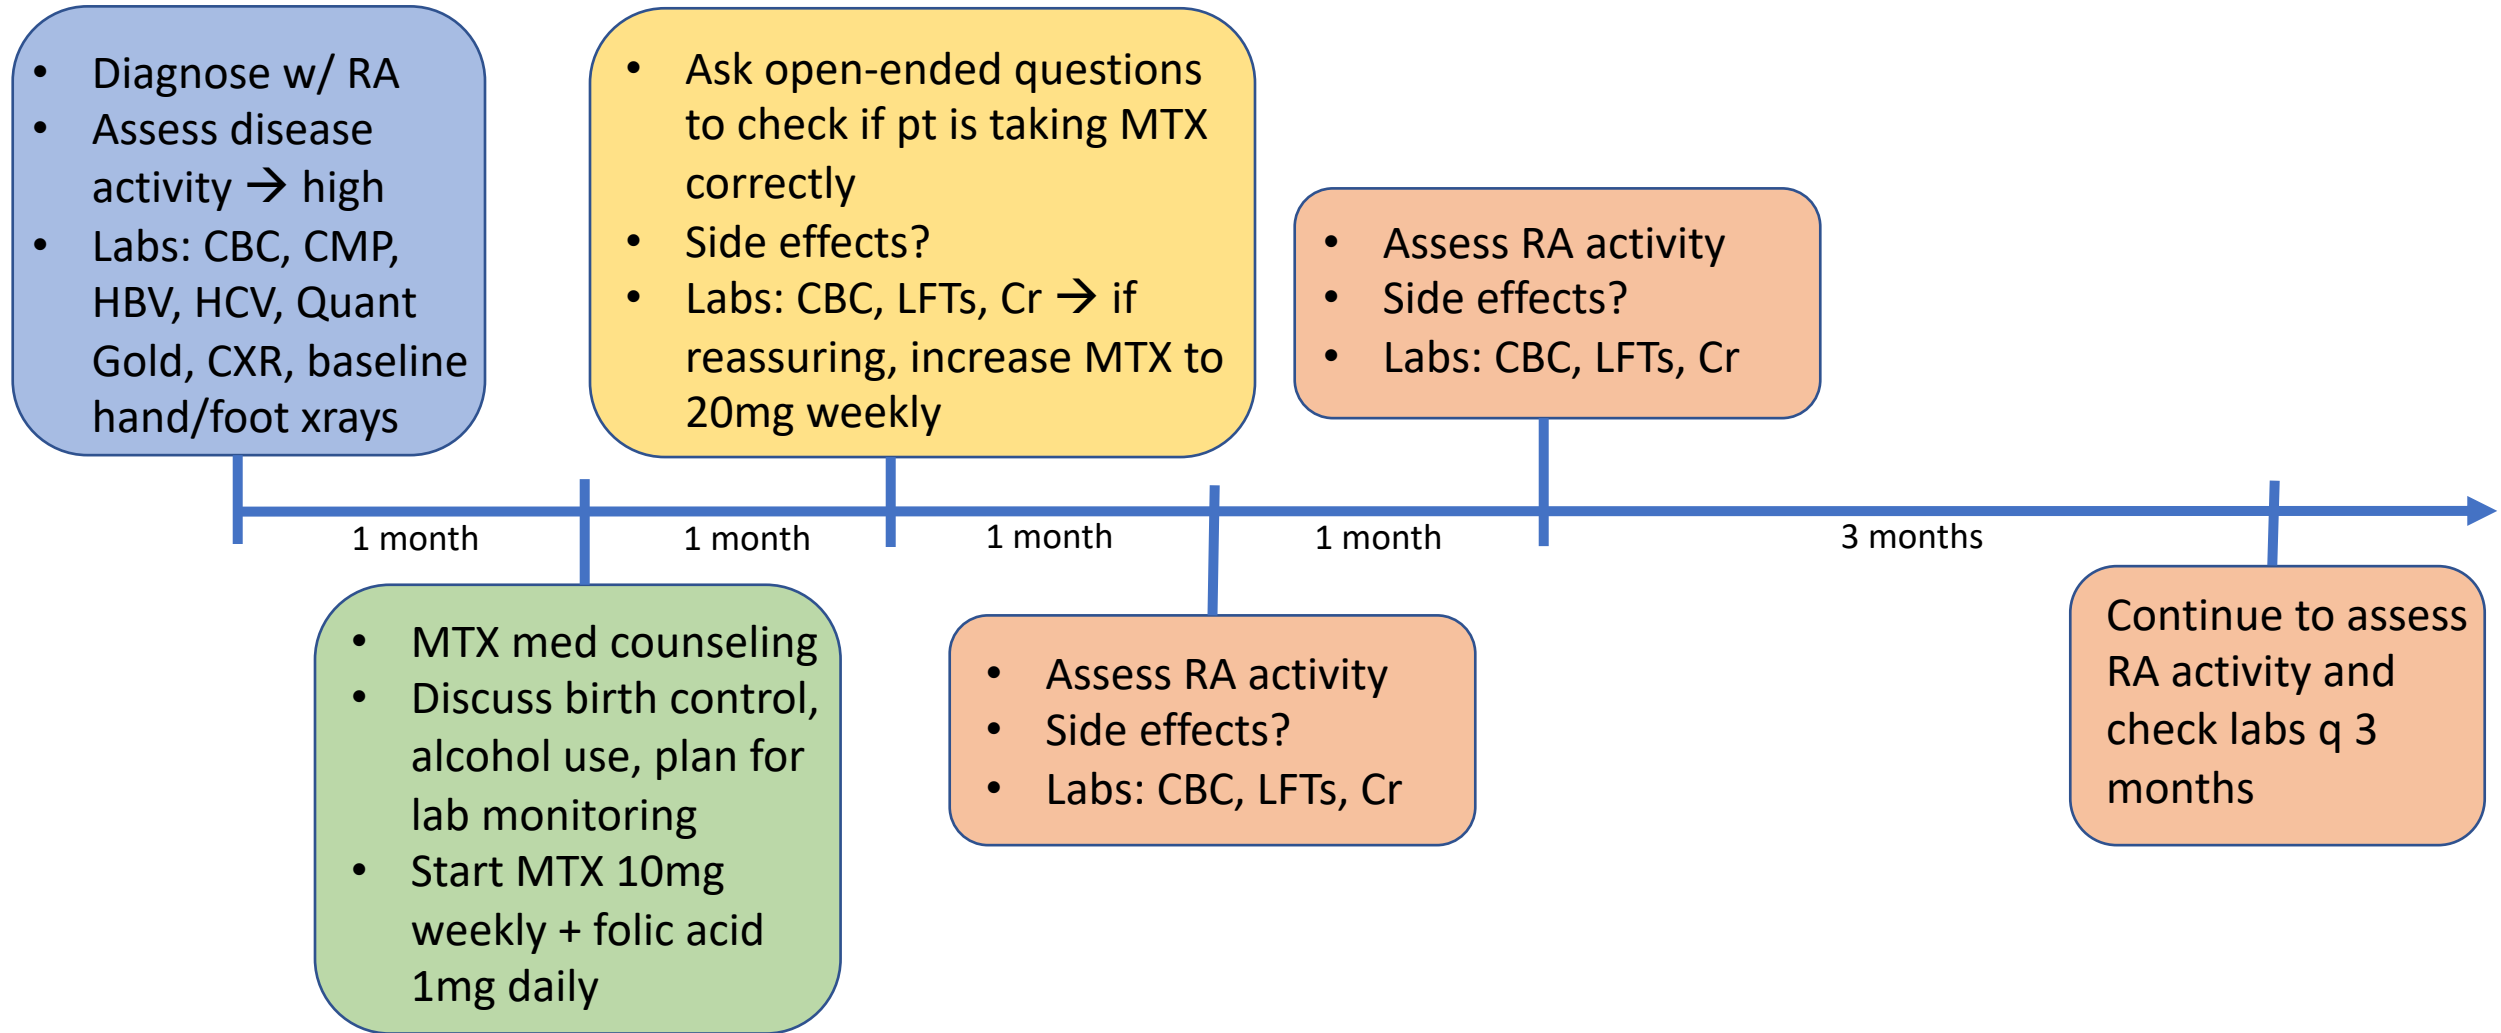 • Diagnose w/ RA
• Assess disease
activity → high
• Labs: CBC, CMP,
HBV, HCV, Quant
Gold, CXR, baseline
hand/foot xrays
• Ask open-ended questions
to check if pt is taking MTX
correctly
• Side effects?
• Labs: CBC, LFTs, Cr → if
reassuring, increase MTX to
20mg weekly
• Assess RA activity
• Side effects?
• Labs: CBC, LFTs, Cr
1 month
1 month
1 month
1 month
3 months
• MTX med counseling
• Discuss birth control,
alcohol use, plan for
lab monitoring
• Start MTX 10mg
weekly + folic acid
1mg daily
• Assess RA activity
• Side effects?
• Labs: CBC, LFTs, Cr
Continue to assess
RA activity and
check labs q 3
months